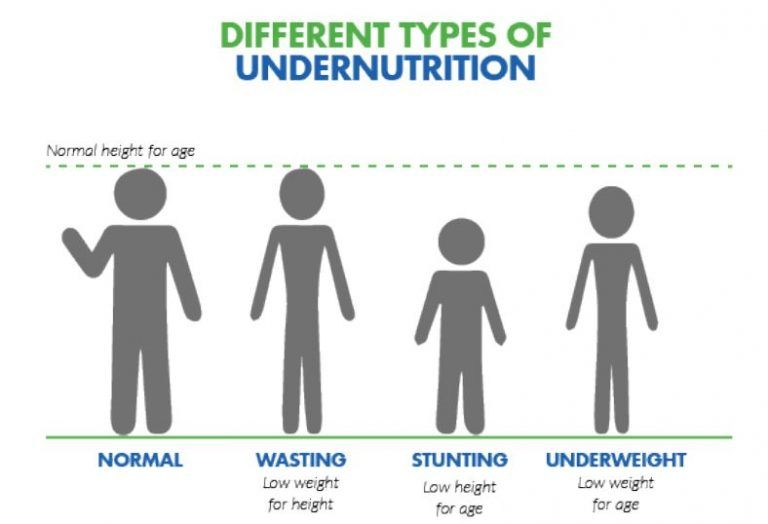 DIFFERENT TYPES OF
UNDERNUTRITION
Normal height for age
NORMAL
WASTING
Low weight
for height
STUNTING
Low height
for age
UNDERWEIGHT
Low weight
for age